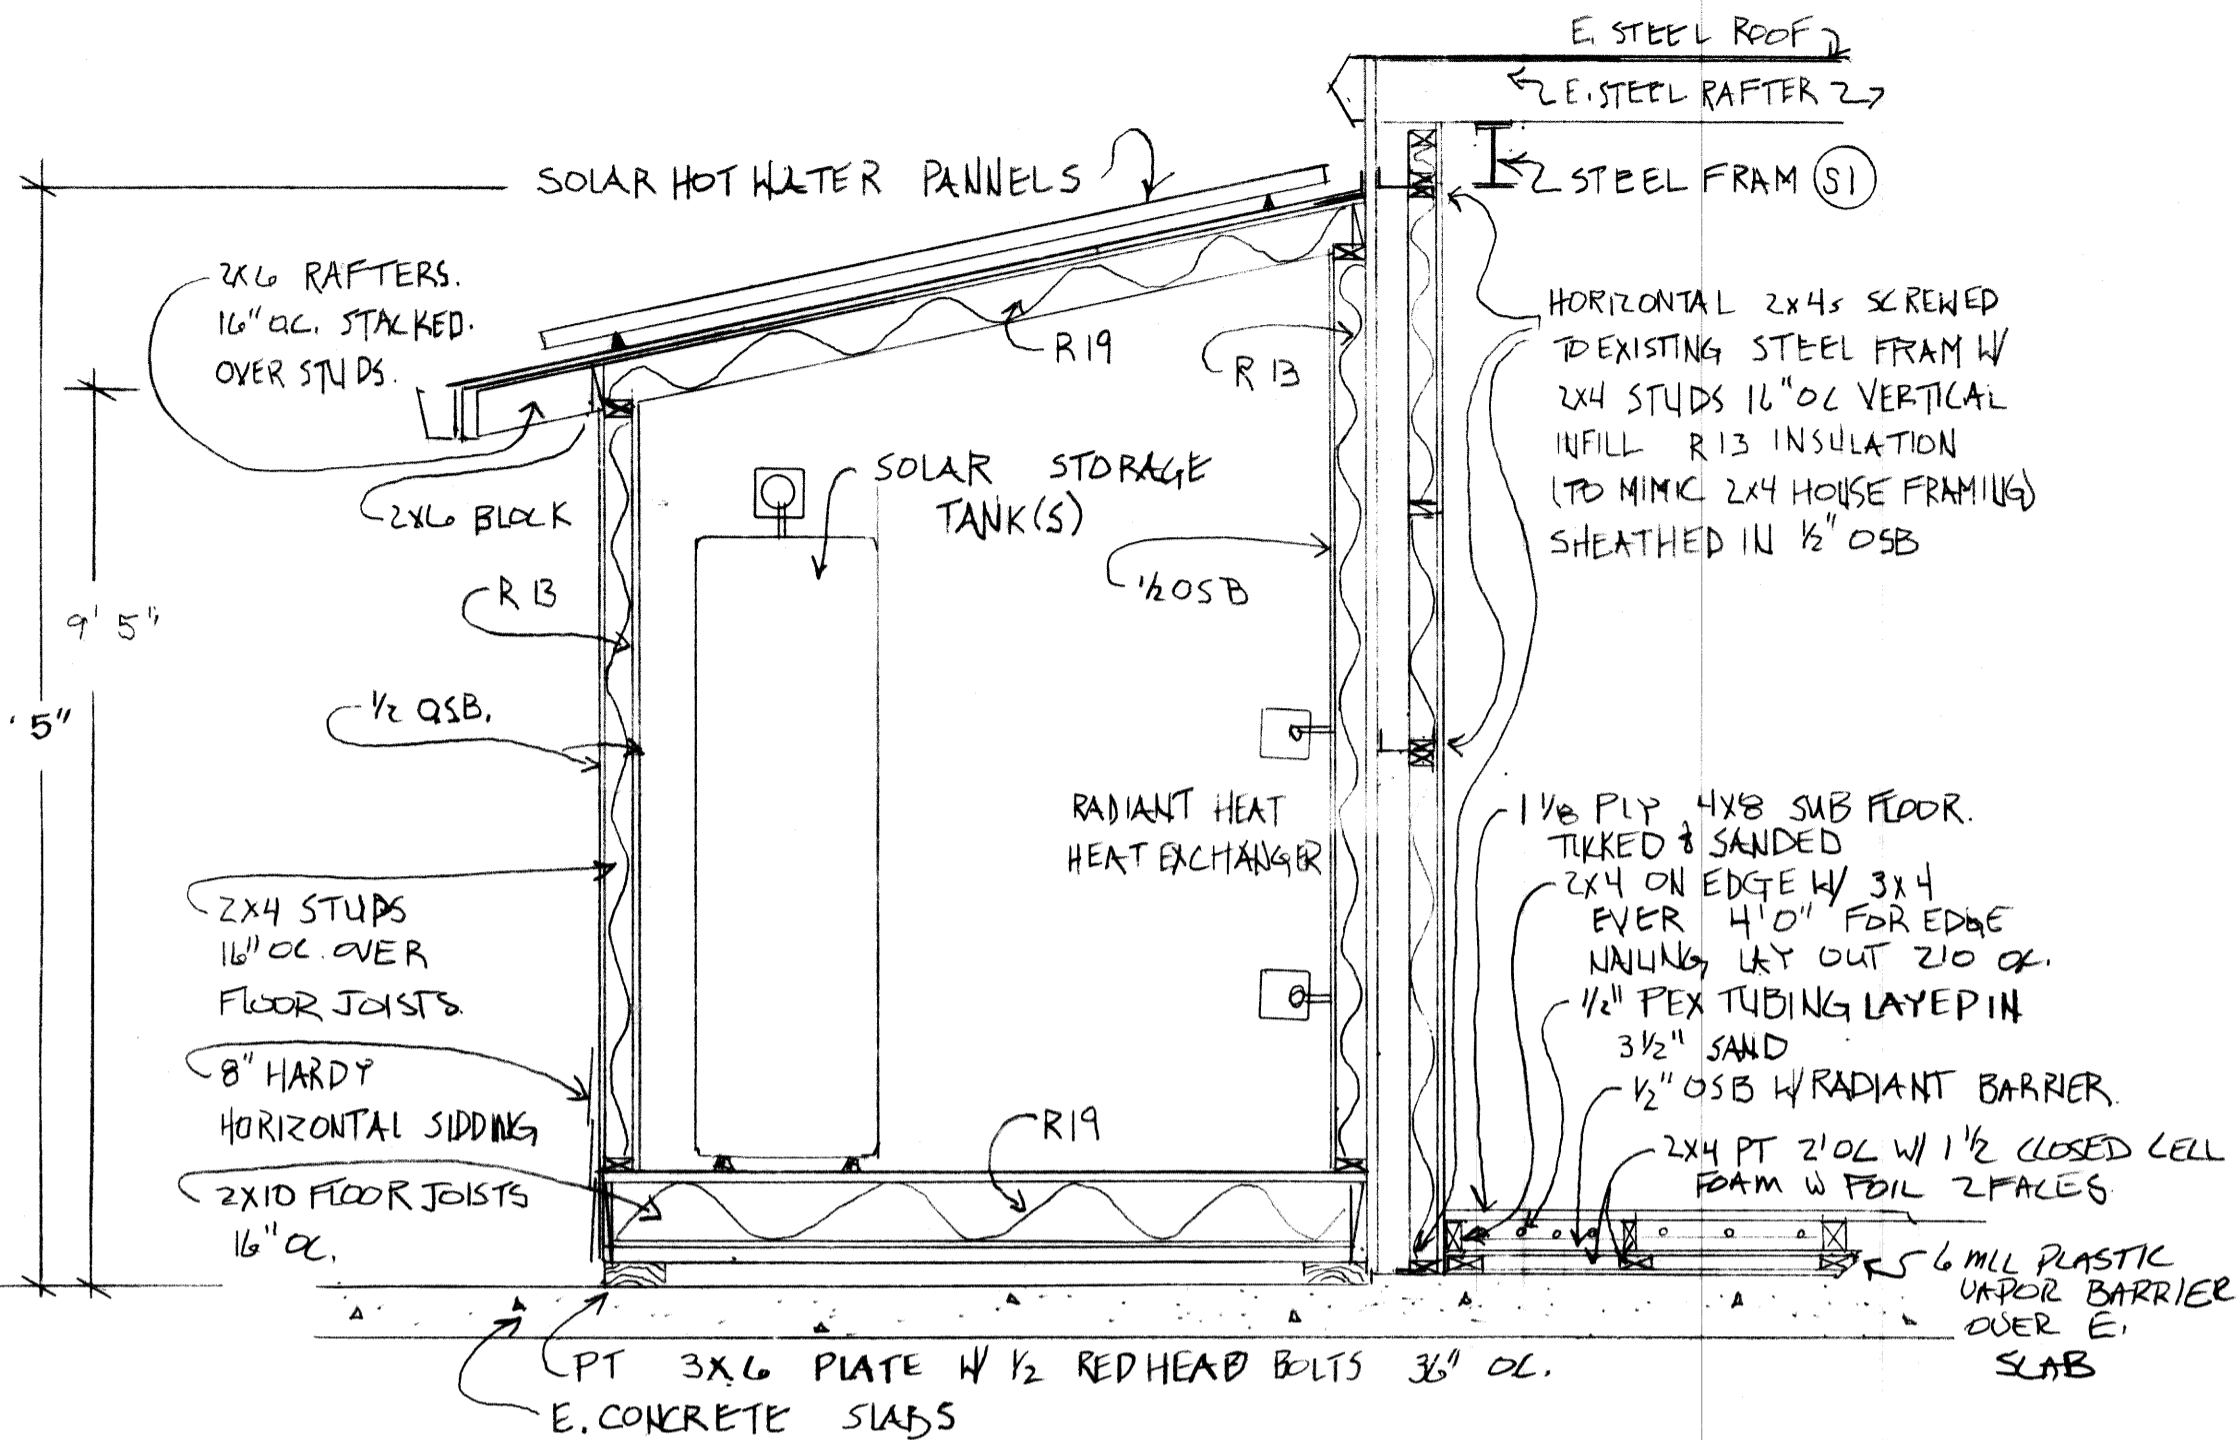 E. STEEL ROOF
E. STEEL RAFTER
STEEL FRAM S1
SOLAR HOT WATER PANNELS
2X6 RAFTERS.
16" O.C. STACKED.
OVER STUDS.
R19
R13
HORIZONTAL 2X4s SCREWED
TO EXISTING STEEL FRAM W/
2X4 STUDS 16" OC VERTICAL
INFILL R13 INSULATION
(TO MIMIC 2X4 HOUSE FRAMING)
SHEATHED IN 1/2" OSB
2X6 BLOCK
SOLAR STORAGE
TANK(S)
1/2 OSB
R13
9' 5"
' 5"
1/2 OSB.
RADIANT HEAT
HEAT EXCHANGER
1 1/8 PLY 4X8 SUB FLOOR.
& SANDED
2X4 ON EDGE W/ 3X4
EVER 4'0" FOR EDGE
NAILING, LAY OUT 2'0 OC.
1/2" PEX TUBING LAYED IN
3 1/2" SAND
1/2" OSB W/ RADIANT BARRIER.
2X4 PT 2'OC W/ 1 1/2 CLOSED CELL
FOAM W FOIL 2 FACES
6 MLL PLASTIC
VAPOR BARRIER
OVER E.
SLAB
2X4 STUDS
16" OC. OVER
FLOOR JOISTS.
8" HARDY
HORIZONTAL SIDDING
2X10 FLOOR JOISTS
16" OC.
R19
PT 3X6 PLATE W/ 1/2 REDHEAD BOLTS 36" OC.
E. CONCRETE SLABS